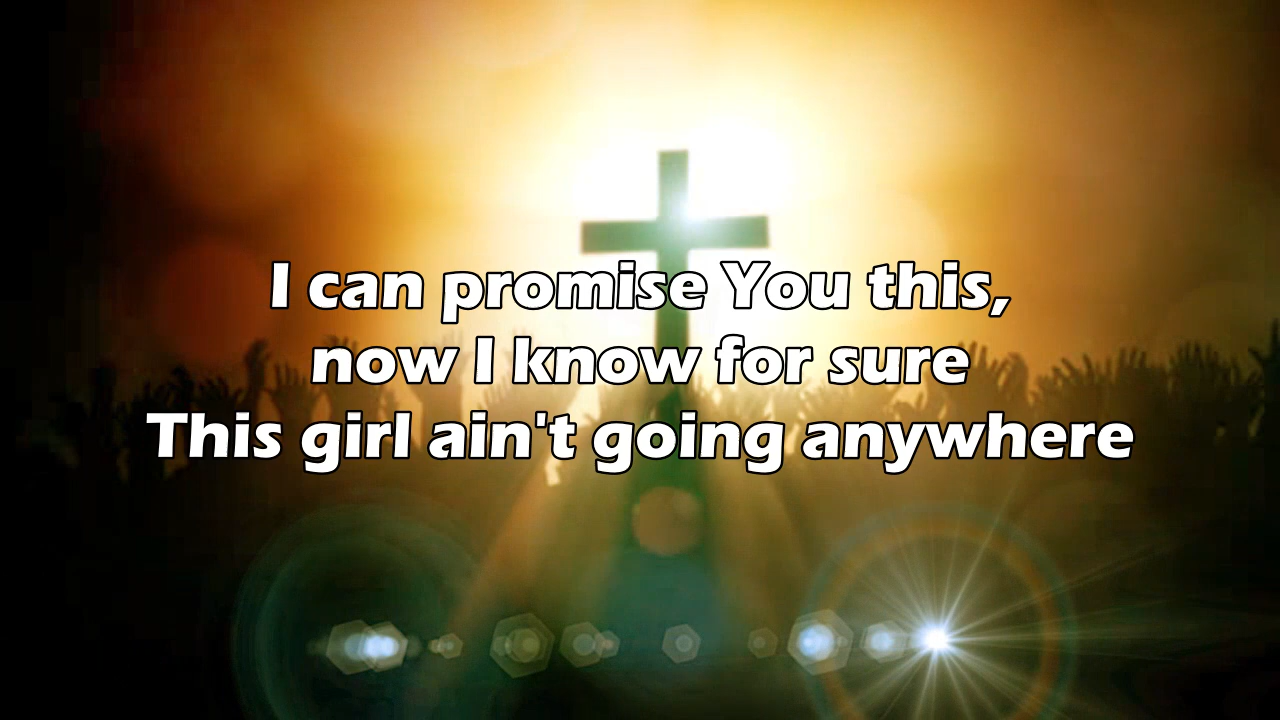 I can promise You this,
now I know for sure
This girl ain't going anywhere